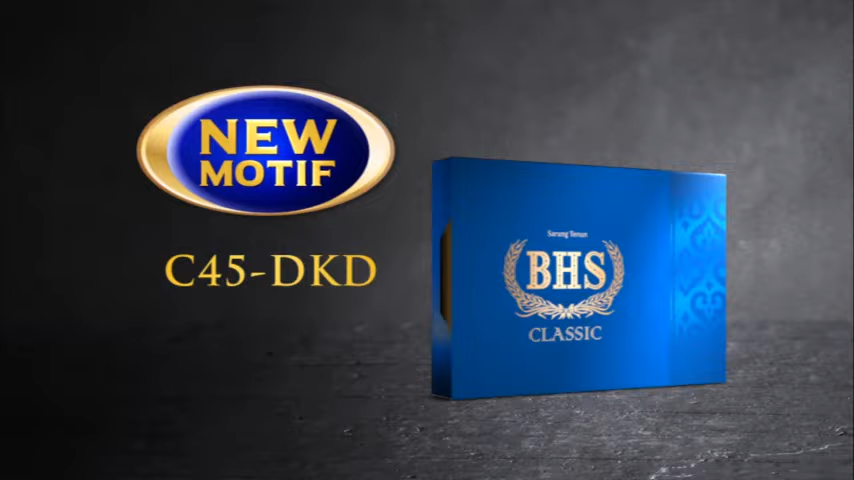 NEW
MOTIF
C45-DKD
Sarung Tenun
BHS
CLASSIC